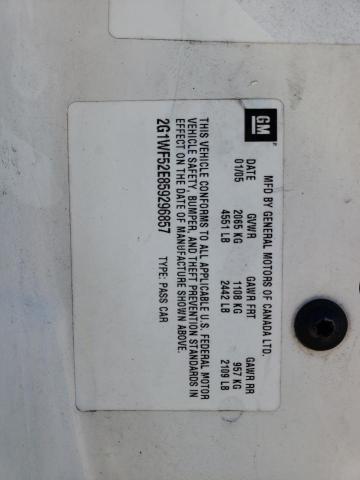 GM
MFD BY GENERAL MOTORS OF CANADA LTD.
DATE GVWR GAWR FRT GAWR RR
01/05 2065 KG 1108 KG 957 KG
4551 LB 2442 LB 2109 LB
THIS VEHICLE CONFORMS TO ALL APPLICABLE U.S. FEDERAL MOTOR
VEHICLE SAFETY, BUMPER, AND THEFT PREVENTION STANDARDS IN
EFFECT ON THE DATE OF MANUFACTURE SHOWN ABOVE.
2G1WF52E859296857 TYPE: PASS CAR